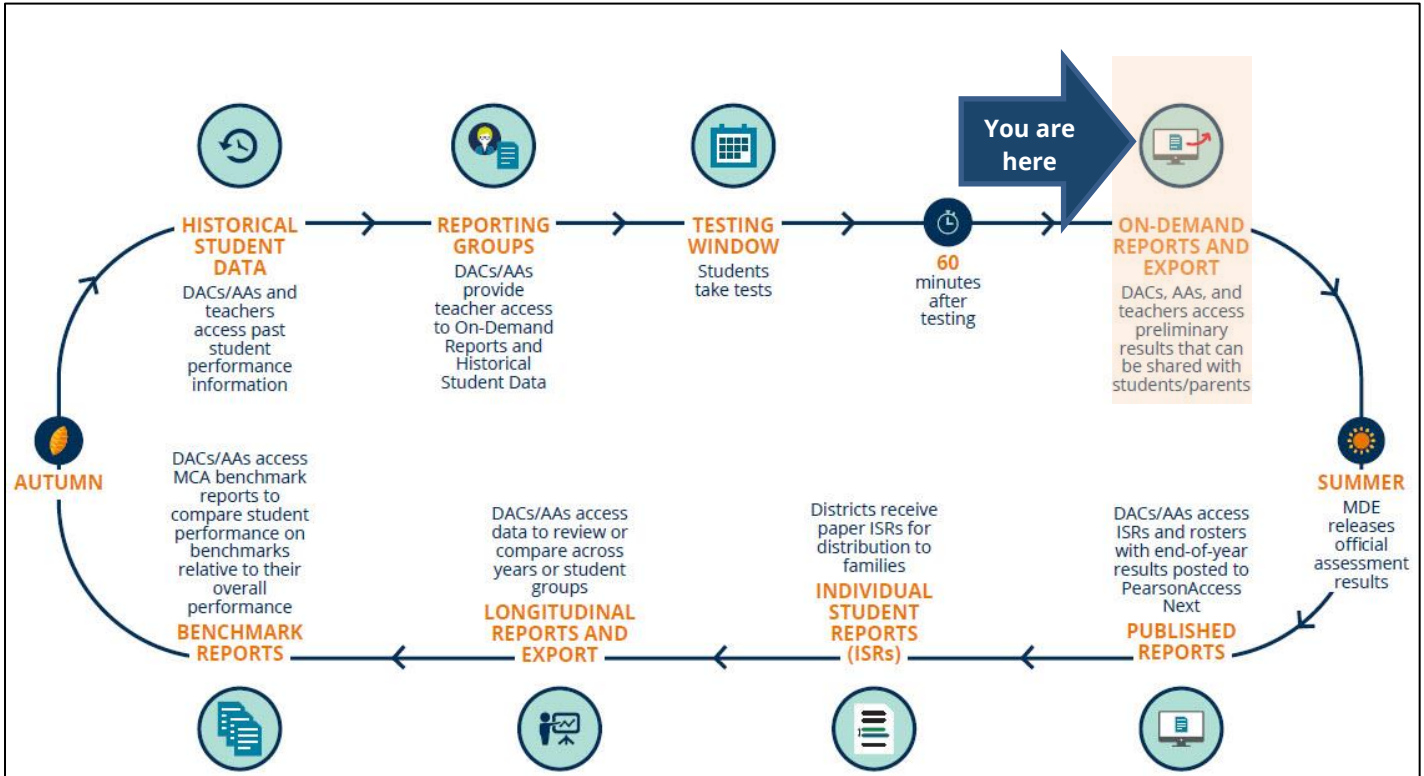 You are
here
HISTORICAL
STUDENT
DATA
DACs/AAs and
teachers
access past
student
performance
information
REPORTING
GROUPS
DACs/AAs
provide
teacher access
to On-Demand
Reports and
Historical
Student Data
TESTING
WINDOW
Students
take tests
60
minutes
after
testing
ON-DEMAND
REPORTS AND
EXPORT
DACs, AAs, and
teachers access
preliminary
results that can
be shared with
students/parents
SUMMER
MDE
releases
official
assessment
results
DACs/AAs access
ISRs and rosters
with end-of-year
results posted to
PearsonAccess
Next
PUBLISHED
REPORTS
Districts receive
paper ISRs for
distribution to
families
INDIVIDUAL
STUDENT
REPORTS
(ISRs)
DACs/AAs access
data to review or
compare across
years or student
groups
LONGITUDINAL
REPORTS AND
EXPORT
DACs/AAs access
MCA benchmark
reports to
compare student
performance on
benchmarks
relative to their
overall
performance
BENCHMARK
REPORTS
AUTUMN